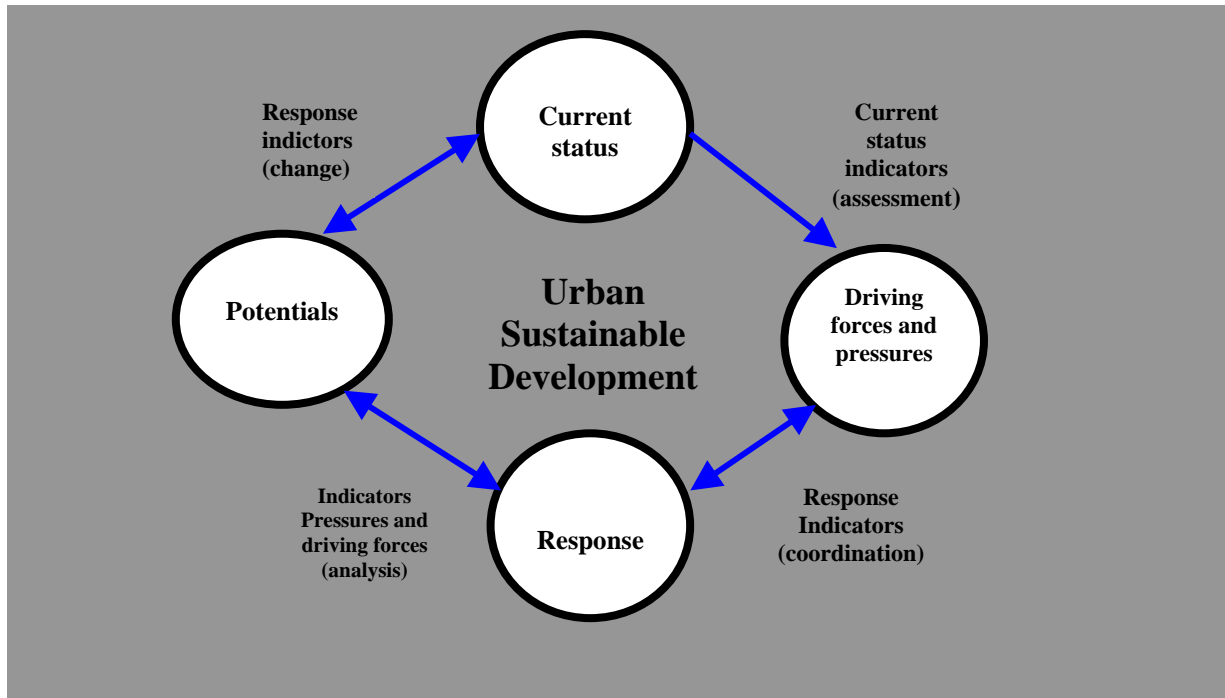 Current
status
Response
indictors
(change)
Current
status
indicators
(assessment)
Potentials
Urban
Sustainable
Development
Driving
forces and
pressures
Indicators
Pressures and
driving forces
(analysis)
Response
Response
Indicators
(coordination)